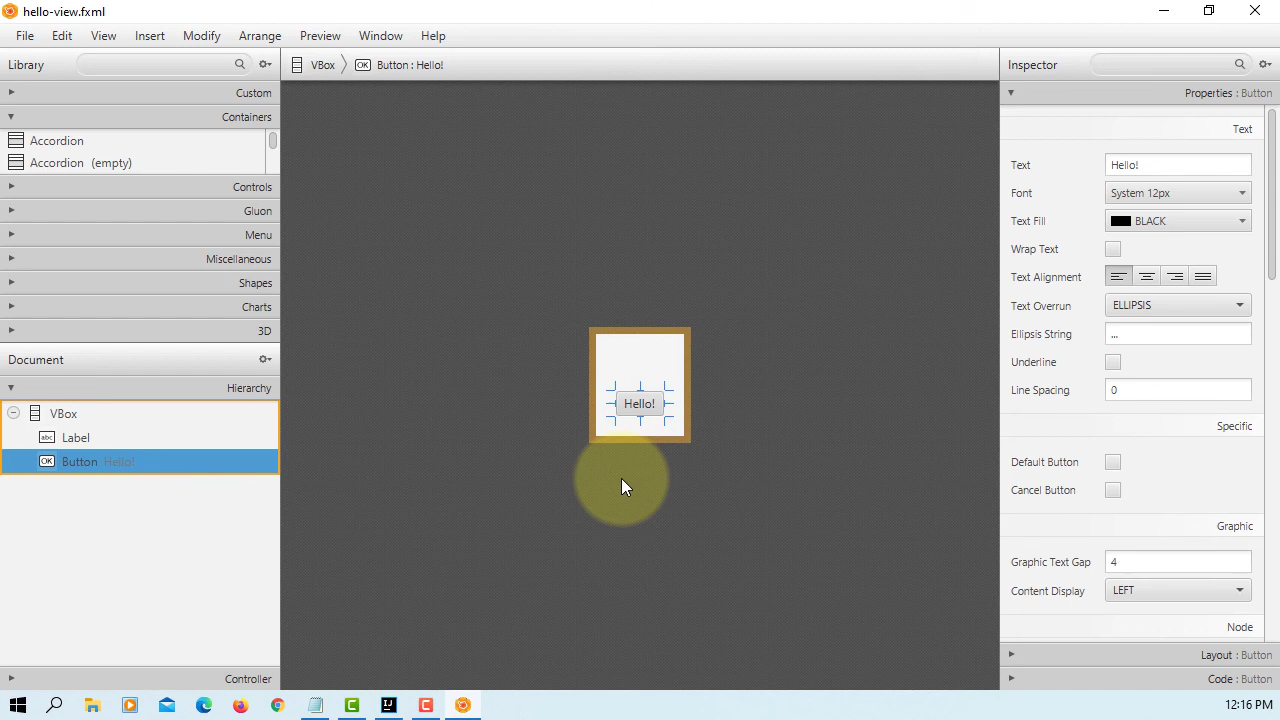 hello-view.fxml
File Edit View Insert Modify Arrange Preview Window Help
Library
VBox
OK
Button : Hello!
Inspector
Custom
Containers
Accordion
Accordion (empty)
Controls
Gluon
Menu
Miscellaneous
Shapes
Charts
3D
Document
Hierarchy
VBox
abc Label
OK Button Hello!
Controller
Hello!
Properties : Button
Text
Text Hello!
Font System 12px
Text Fill BLACK
Wrap Text
Text Alignment
Text Overrun ELLIPSIS
Ellipsis String ...
Underline
Line Spacing 0
Specific
Default Button
Cancel Button
Graphic
Graphic Text Gap 4
Content Display LEFT
Node
Layout : Button
Code : Button
12:16 PM